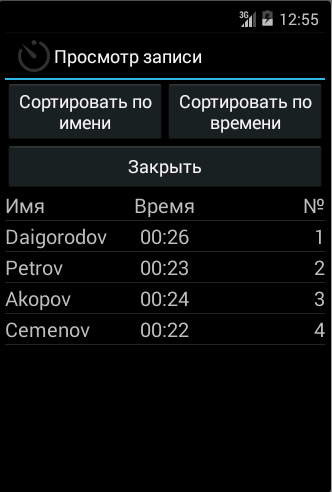 3G 12:55
Просмотр записи
Сортировать по имени
Сортировать по времени
Закрыть
Имя Время №
Daigorodov 00:26 1
Petrov 00:23 2
Akopov 00:24 3
Cemenov 00:22 4